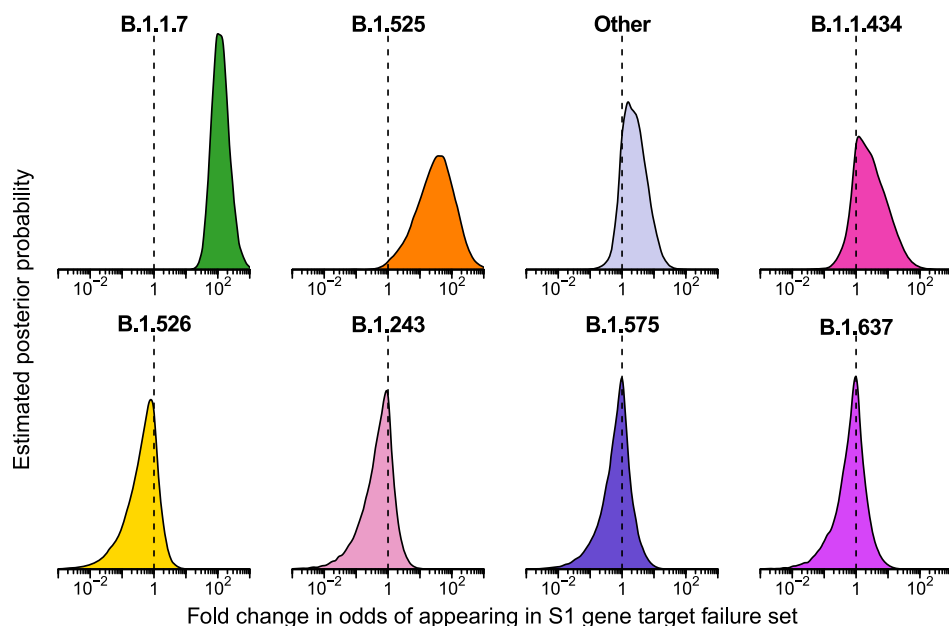 B.1.1.7 B.1.525 Other B.1.1.434
10⁻² 1 10² 10⁻² 1 10² 10⁻² 1 10² 10⁻² 1 10²
Estimated posterior probability
B.1.526 B.1.243 B.1.575 B.1.637
10⁻² 1 10² 10⁻² 1 10² 10⁻² 1 10² 10⁻² 1 10²
Fold change in odds of appearing in S1 gene target failure set